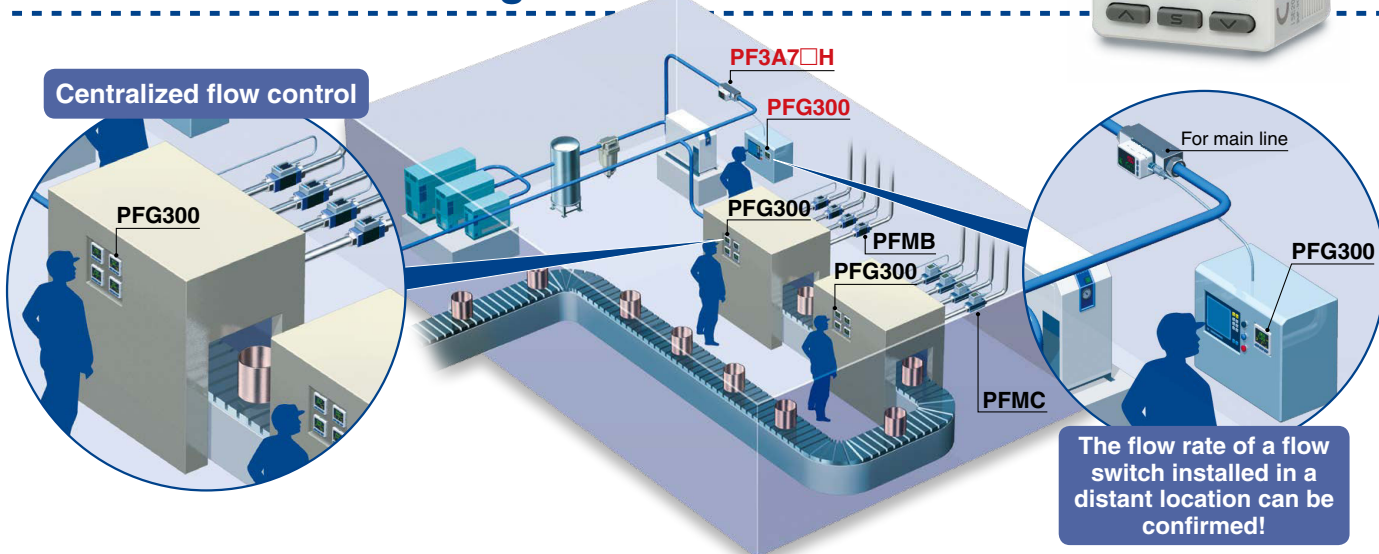 Centralized flow control
PFG300
PF3A7□H
PFG300
PFG300
PFMB
PFG300
PFMC
S
For main line
PFG300
The flow rate of a flow
switch installed in a
distant location can be
confirmed!